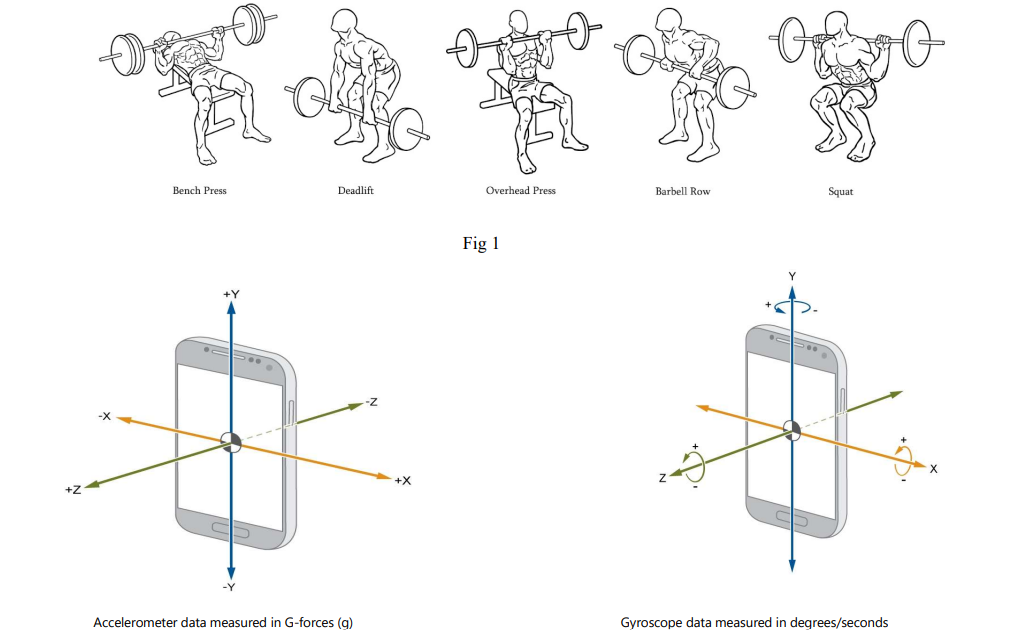 Bench Press
Deadlift
Overhead Press
Barbell Row
Squat
Fig 1
+Y
-X
-Z
+Z
+X
-Y
Y
+ -
+
Z
-
+
X
-
Accelerometer data measured in G-forces (g)
Gyroscope data measured in degrees/seconds